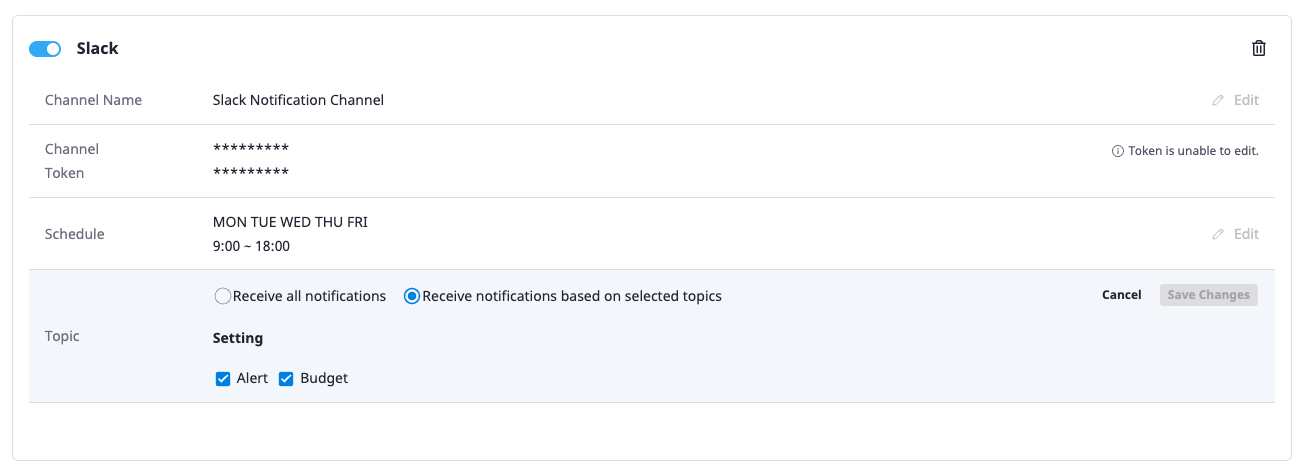 Slack
Channel Name Slack Notification Channel Edit
Channel *********
Token ********* Token is unable to edit.
Schedule MON TUE WED THU FRI
9:00 ~ 18:00 Edit
Receive all notifications Receive notifications based on selected topics Cancel Save Changes
Topic Setting
Alert Budget